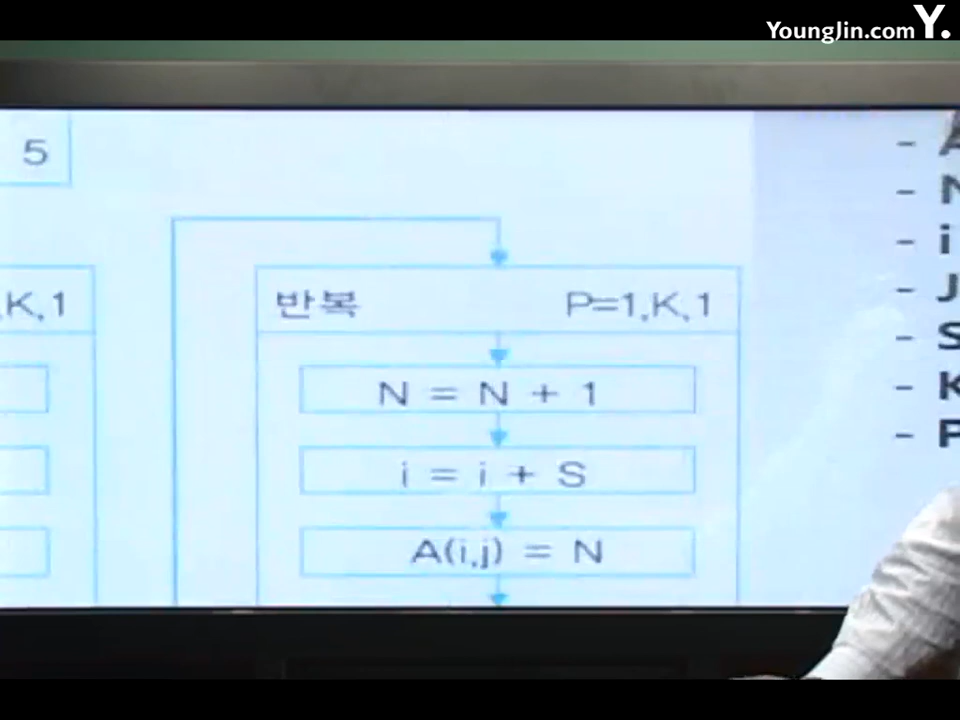 YoungJin.com Y.
5
,K,1
반복 P=1,K,1
N = N + 1
i = i + S
A(i,j) = N
- A
- N
- i
- J
- S
- K
- P